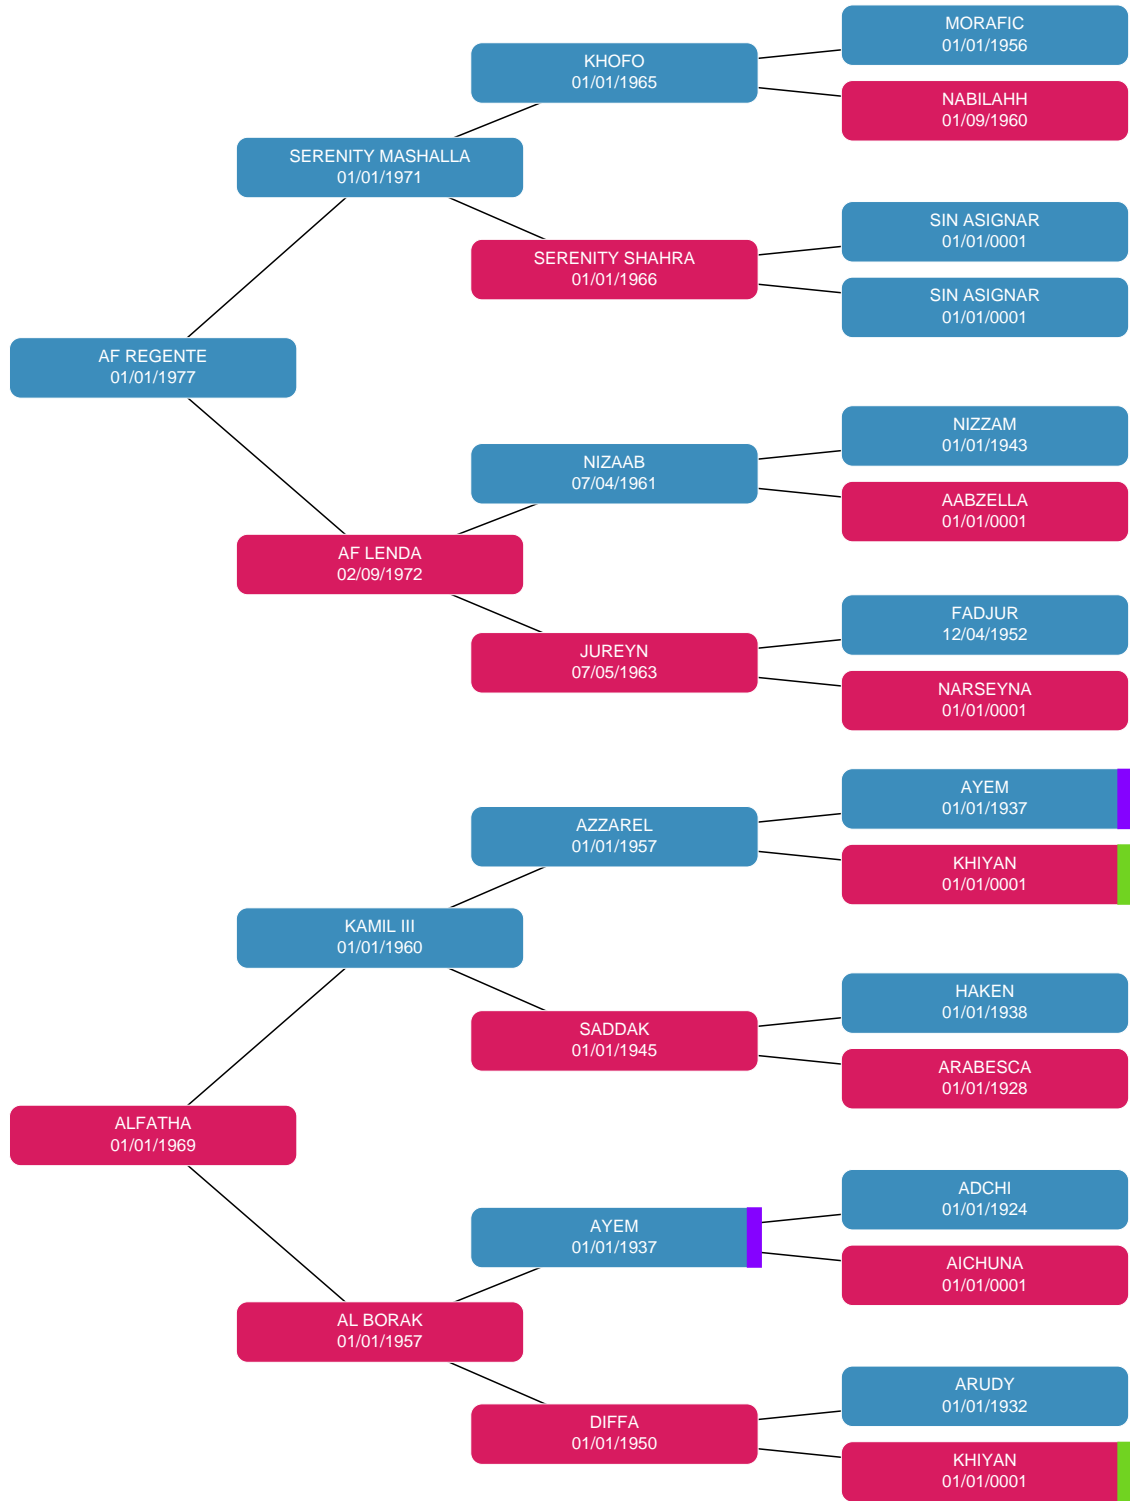 MORAFIC
01/01/1956
KHOFO
01/01/1965
NABILAHH
01/09/1960
SERENITY MASHALLA
01/01/1971
SIN ASIGNAR
01/01/0001
SERENITY SHAHRA
01/01/1966
SIN ASIGNAR
01/01/0001
AF REGENTE
01/01/1977
NIZZAM
01/01/1943
NIZAAB
07/04/1961
AABZELLA
01/01/0001
AF LENDA
02/09/1972
FADJUR
12/04/1952
JUREYN
07/05/1963
NARSEYNA
01/01/0001
AYEM
01/01/1937
AZZAREL
01/01/1957
KHIYAN
01/01/0001
KAMIL III
01/01/1960
HAKEN
01/01/1938
SADDAK
01/01/1945
ARABESCA
01/01/1928
ALFATHA
01/01/1969
ADCHI
01/01/1924
AYEM
01/01/1937
AICHUNA
01/01/0001
AL BORAK
01/01/1957
ARUDY
01/01/1932
DIFFA
01/01/1950
KHIYAN
01/01/0001